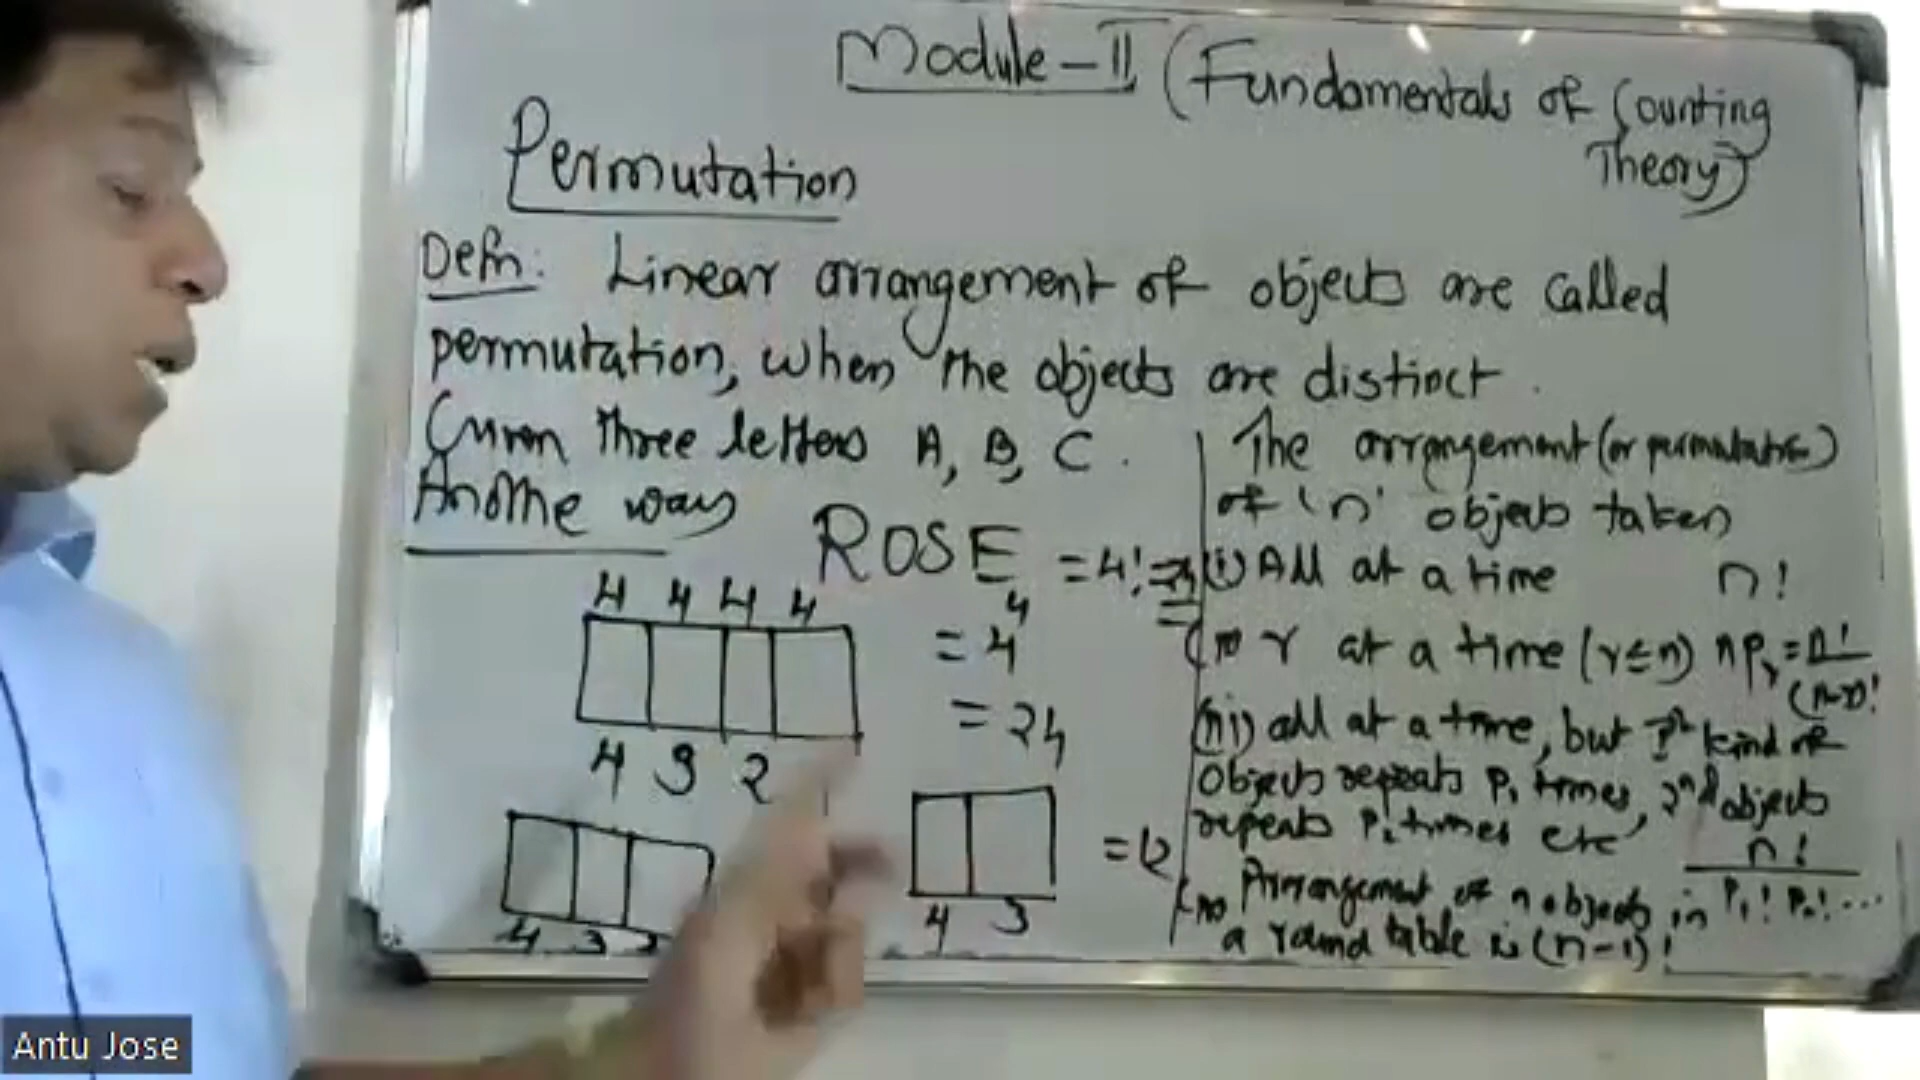 Module-II (Fundamentals of Counting
Theory)
Permutation
Defn: Linear arrangement of objects are called
permutation, when the objects are distinct.
Given three letters A, B, C.
Anothe way
ROSE = 4! =
4 4 4 4
= 4^4
= 24
4 3 2
4 3 2
4 3
= 12
The arrangement (or permutation)
of 'n' objects taken
(i) All at a time n!
r at a time (r≤n) nPr = n!/(n-r)!
(iii) all at a time, but 1st kind of
Objects repeats P1 times, 2nd objects
repeats P2 times etc n!/P1! P2! ...
Arrangement of n objects in
a round table is (n-1)!
Antu Jose